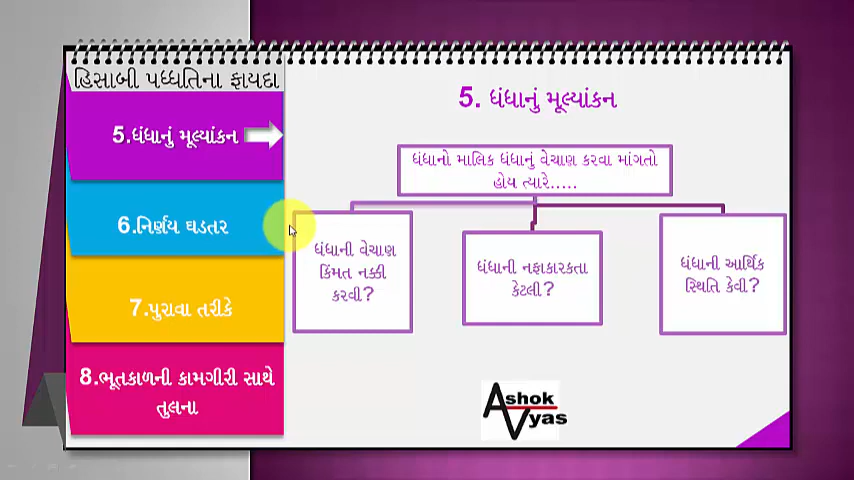 હિસાબી પધ્ધતિના ફાયદા
5.ધંધાનું મૂલ્યાંકન
6.નિર્ણય ઘડતર
7.પુરાવા તરીકે
8.ભૂતકાળની કામગીરી સાથે
તુલના
5. ધંધાનું મૂલ્યાંકન
ધંધાનો માલિક ધંધાનું વેચાણ કરવા માંગતો
હોય ત્યારે.....
ધંધાની વેચાણ
કિંમત નક્કી
કરવી?
ધંધાની નફાકારકતા
કેટલી?
ધંધાની આર્થિક
સ્થિતિ કેવી?
Ashok
Vyas